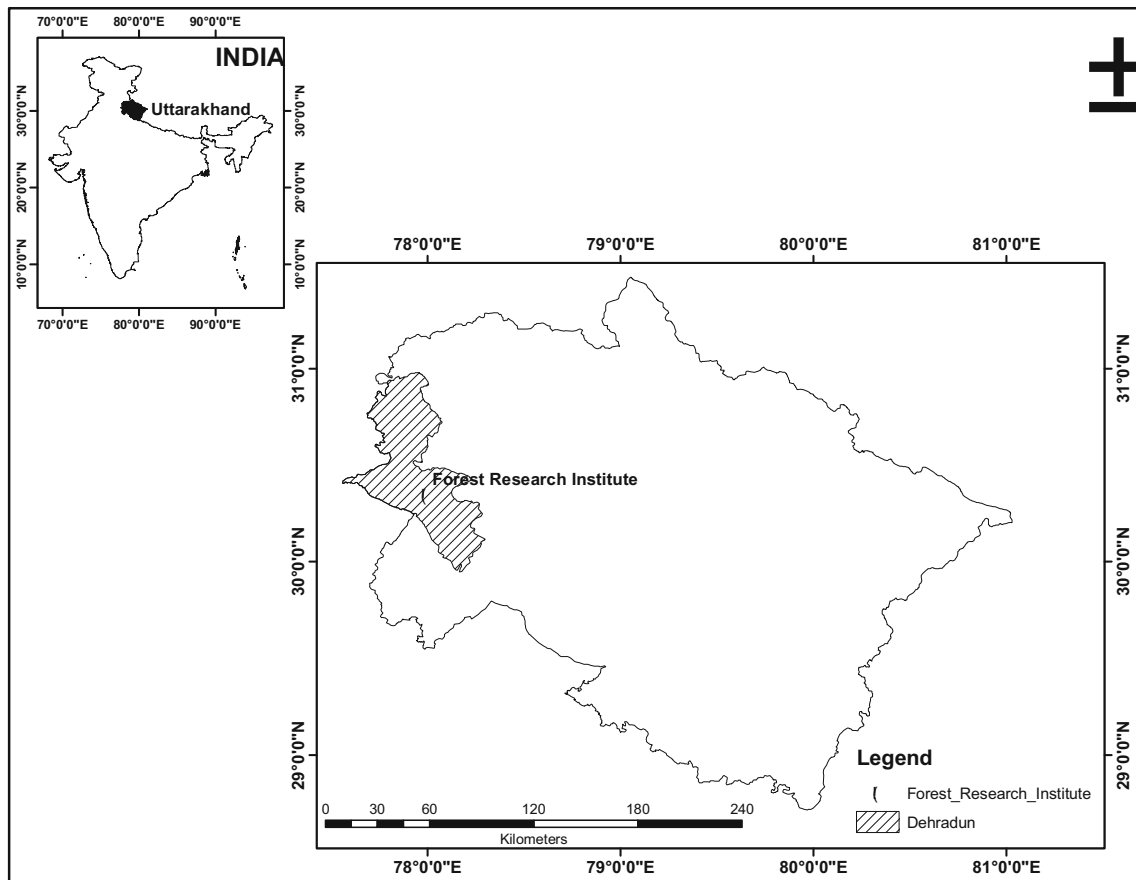 70°0'0"E 80°0'0"E 90°0'0"E
INDIA
Uttarakhand
30°0'0"N
20°0'0"N
10°0'0"N
30°0'0"N
20°0'0"N
10°0'0"N
70°0'0"E 80°0'0"E 90°0'0"E
78°0'0"E 79°0'0"E 80°0'0"E 81°0'0"E
31°0'0"N
30°0'0"N
29°0'0"N
Forest Research Institute
31°0'0"N
30°0'0"N
29°0'0"N
Legend
Forest_Research_Institute
Dehradun
0 30 60 120 180 240
Kilometers
78°0'0"E 79°0'0"E 80°0'0"E 81°0'0"E